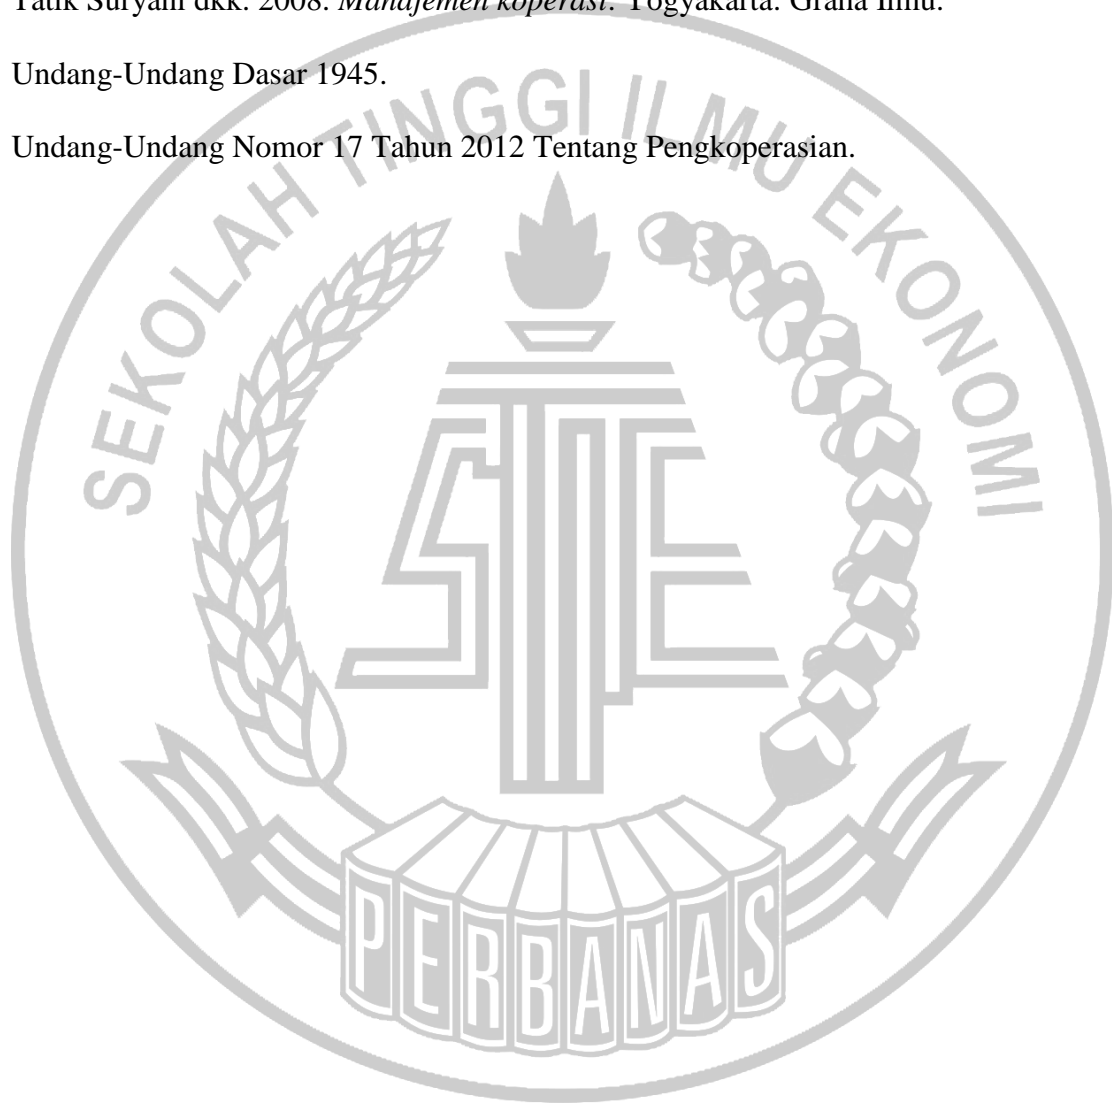 Tatik Suryani dkk. 2008. Manajemen koperasi. Yogyakarta: Graha Ilmu.
Undang-Undang Dasar 1945.
Undang-Undang Nomor 17 Tahun 2012 Tentang Pengkoperasian.
SEKOLAH TINGGI ILMU EKONOMI
STIE
PERBANAS